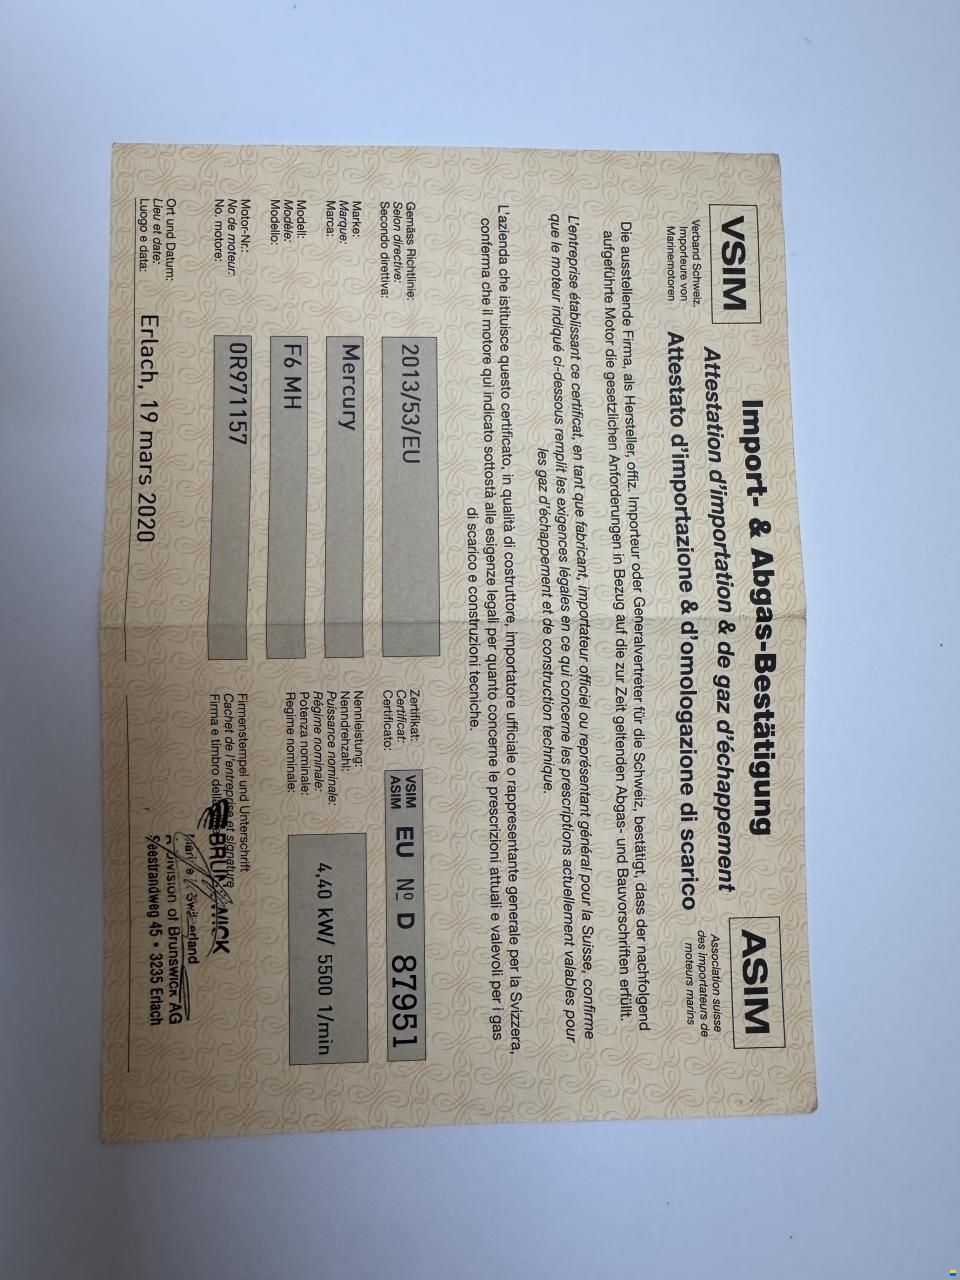 VSIM
Verband Schweiz.
Importeure von
Marinemotoren
Import- & Abgas-Bestätigung
Attestation d'importation & de gaz d'échappement
Attestato d'importazione & d'omologazione di scarico
ASIM
Association suisse
des importateurs de
moteurs marins
Die ausstellende Firma, als Hersteller, offiz. Importeur oder Generalvertreter für die Schweiz, bestätigt, dass der nachfolgend
aufgeführte Motor die gesetzlichen Anforderungen in Bezug auf die zur Zeit geltenden Abgas- und Bauvorschriften erfüllt.
L'entreprise établissant ce certificat, en tant que fabricant, importateur officiel ou représentant général pour la Suisse, confirme
que le moteur indiqué ci-dessous remplit les exigences légales en ce qui concerne les prescriptions actuellement valables pour
les gaz d'échappement et de construction technique.
L'azienda che istituisce questo certificato, in qualità di costruttore, importatore ufficiale o rappresentante generale per la Svizzera,
conferma che il motore qui indicato sottostà alle esigenze legali per quanto concerne le prescrizioni attuali e valevoli per i gas
di scarico e construzioni tecniche.
Gemäss Richtlinie:
Selon directive:
Secondo direttiva:
2013/53/EU
Zertifikat:
Certificat:
Certificato:
VSIM
ASIM
EU Nº D 87951
Marke:
Marque:
Marca:
Mercury
Modell:
Modèle:
Modello:
F6 MH
Nennleistung:
Nenndrehzahl:
Puissance nominale:
Régime nominale:
Potenza nominale:
Regime nominale:
4,40 kW/ 5500 1/min
Motor-Nr.:
No de moteur:
No. motore:
0R971157
Firmenstempel und Unterschrift
Cachet de l'entreprise et signature
Firma e timbro della
BRUNSWICK
Marine Switzerland
Division of Brunswick AG
Seestrandweg 45 • 3235 Erlach
Ort und Datum:
Lieu et date:
Luogo e data:
Erlach, 19 mars 2020